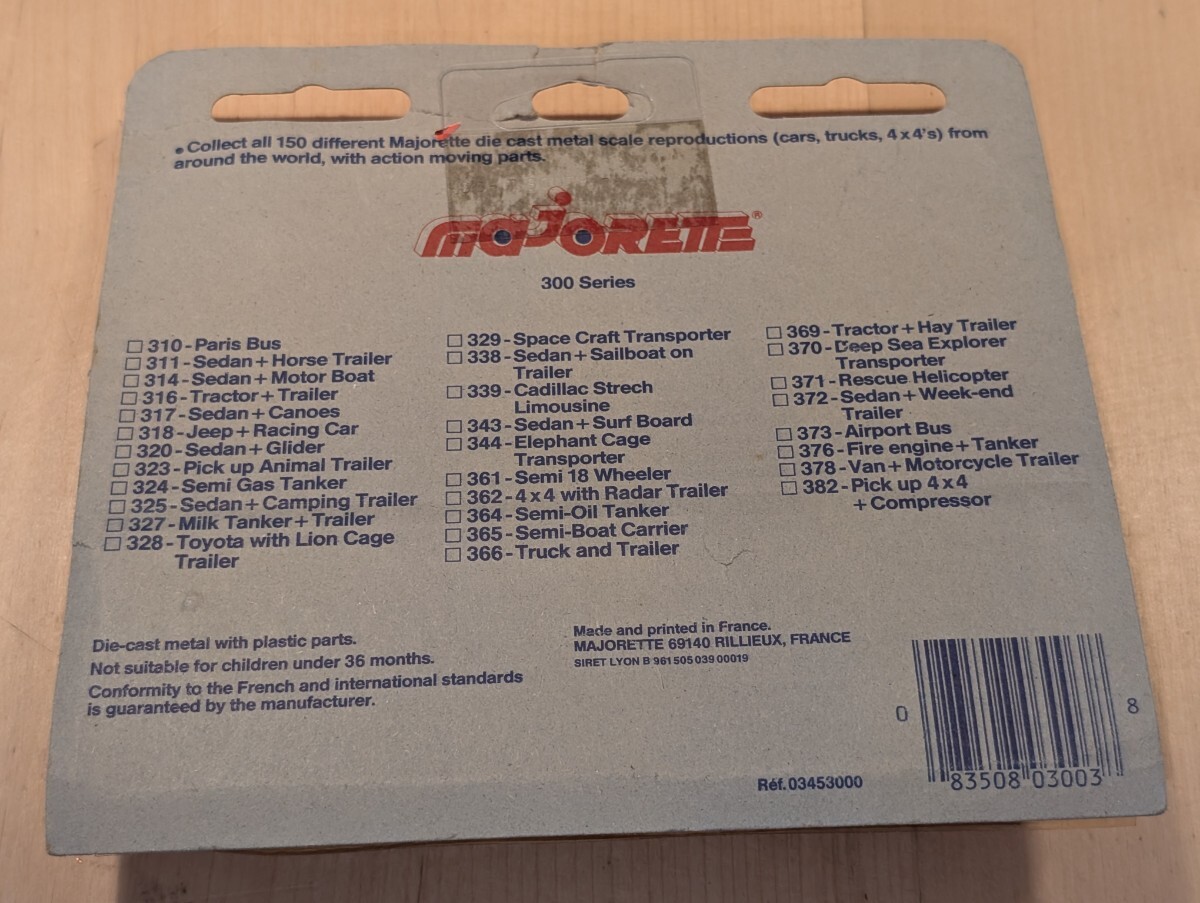 • Collect all 150 different Majorette die cast metal scale reproductions (cars, trucks, 4x4's) from
around the world, with action moving parts.
MAJORETTE®
300 Series
310-Paris Bus
311-Sedan+Horse Trailer
314-Sedan+Motor Boat
316-Tractor+Trailer
317-Sedan+Canoes
318-Jeep+Racing Car
320-Sedan+Glider
323-Pick up Animal Trailer
324-Semi Gas Tanker
325-Sedan+Camping Trailer
327-Milk Tanker+Trailer
328-Toyota with Lion Cage
Trailer
329-Space Craft Transporter
338-Sedan+Sailboat on
Trailer
339-Cadillac Strech
Limousine
343-Sedan+Surf Board
344-Elephant Cage
Transporter
361-Semi 18 Wheeler
362-4x4 with Radar Trailer
364-Semi-Oil Tanker
365-Semi-Boat Carrier
366-Truck and Trailer
369-Tractor+Hay Trailer
370-Deep Sea Explorer
Transporter
371-Rescue Helicopter
372-Sedan+Week-end
Trailer
373-Airport Bus
376-Fire engine+Tanker
378-Van+Motorcycle Trailer
382-Pick up 4x4
+Compressor
Die-cast metal with plastic parts.
Not suitable for children under 36 months.
Conformity to the French and international standards
is guaranteed by the manufacturer.
Made and printed in France.
MAJORETTE 69140 RILLIEUX, FRANCE
SIRET LYON B 961 505 039 00019
Réf. 03453000
0 83508 03003 8